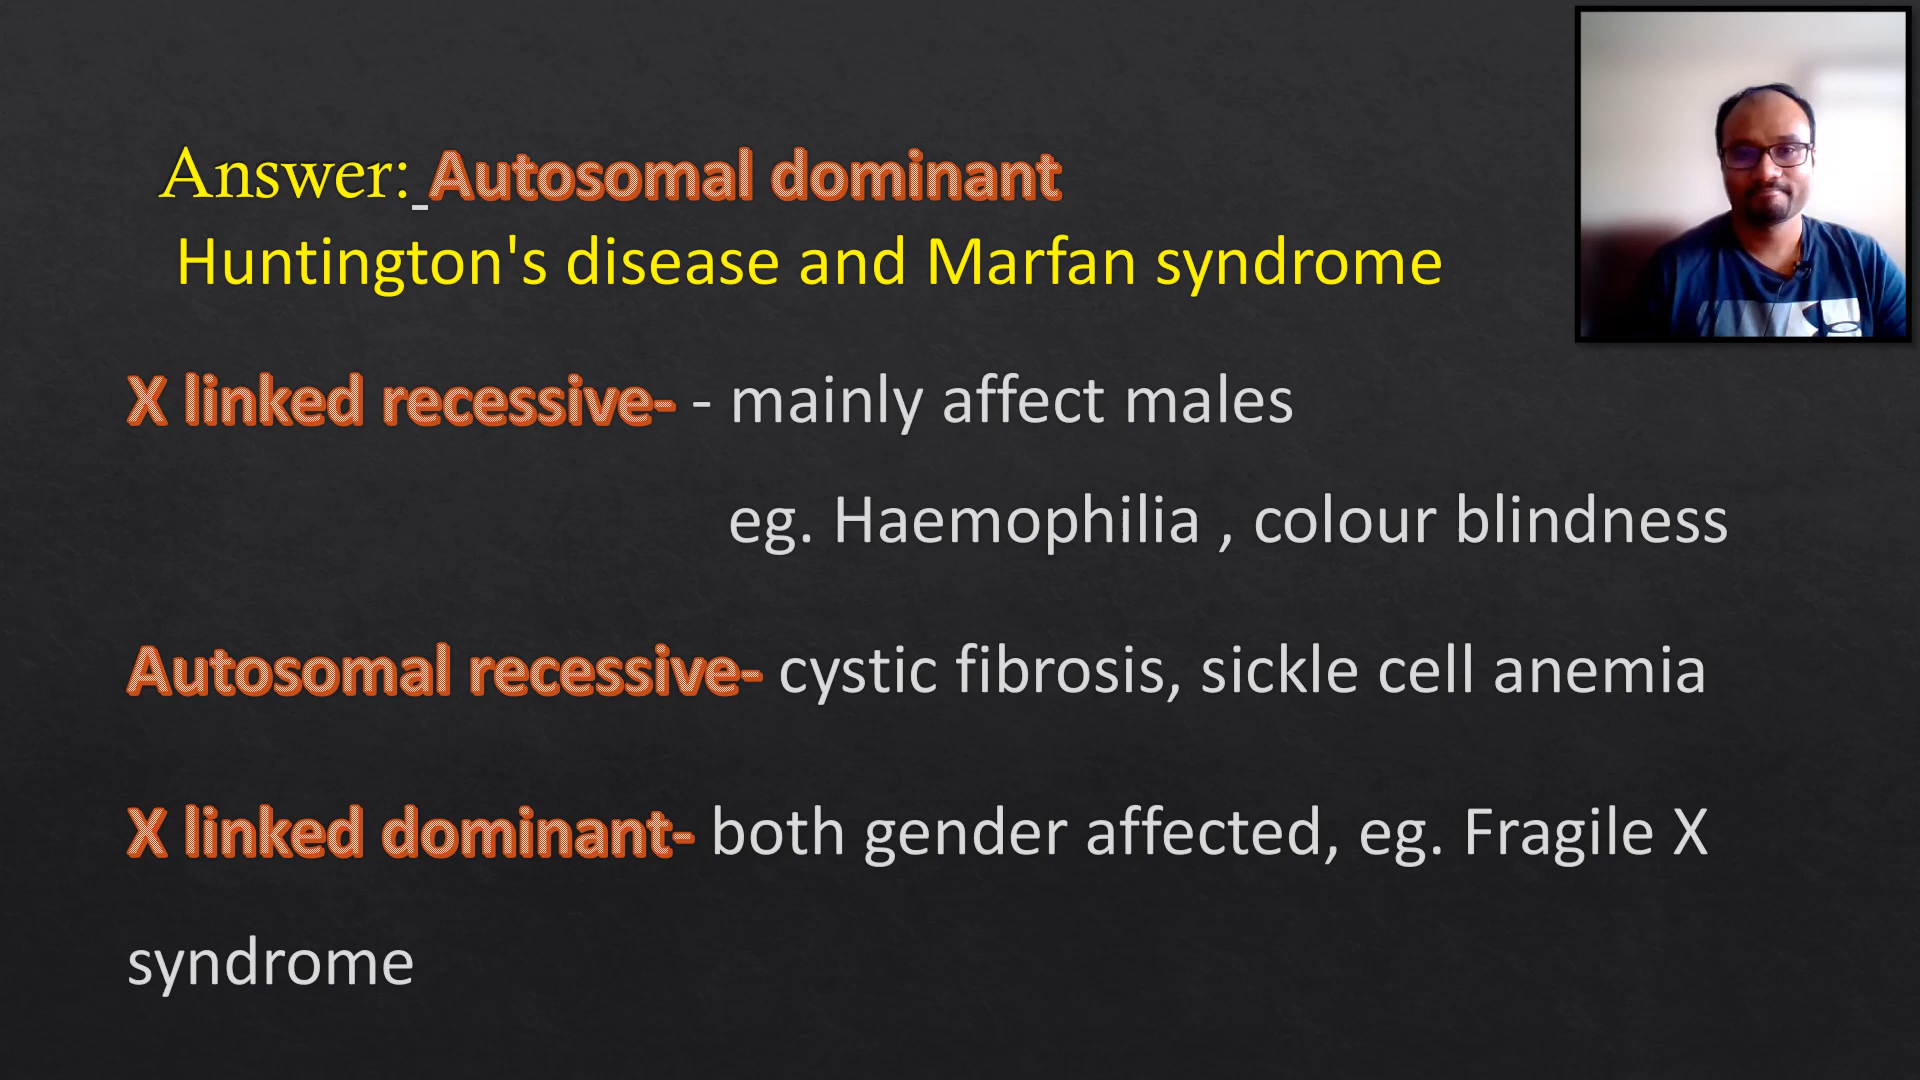 Answer: Autosomal dominant
Huntington's disease and Marfan syndrome
X linked recessive- - mainly affect males
eg. Haemophilia , colour blindness
Autosomal recessive- cystic fibrosis, sickle cell anemia
X linked dominant- both gender affected, eg. Fragile X
syndrome